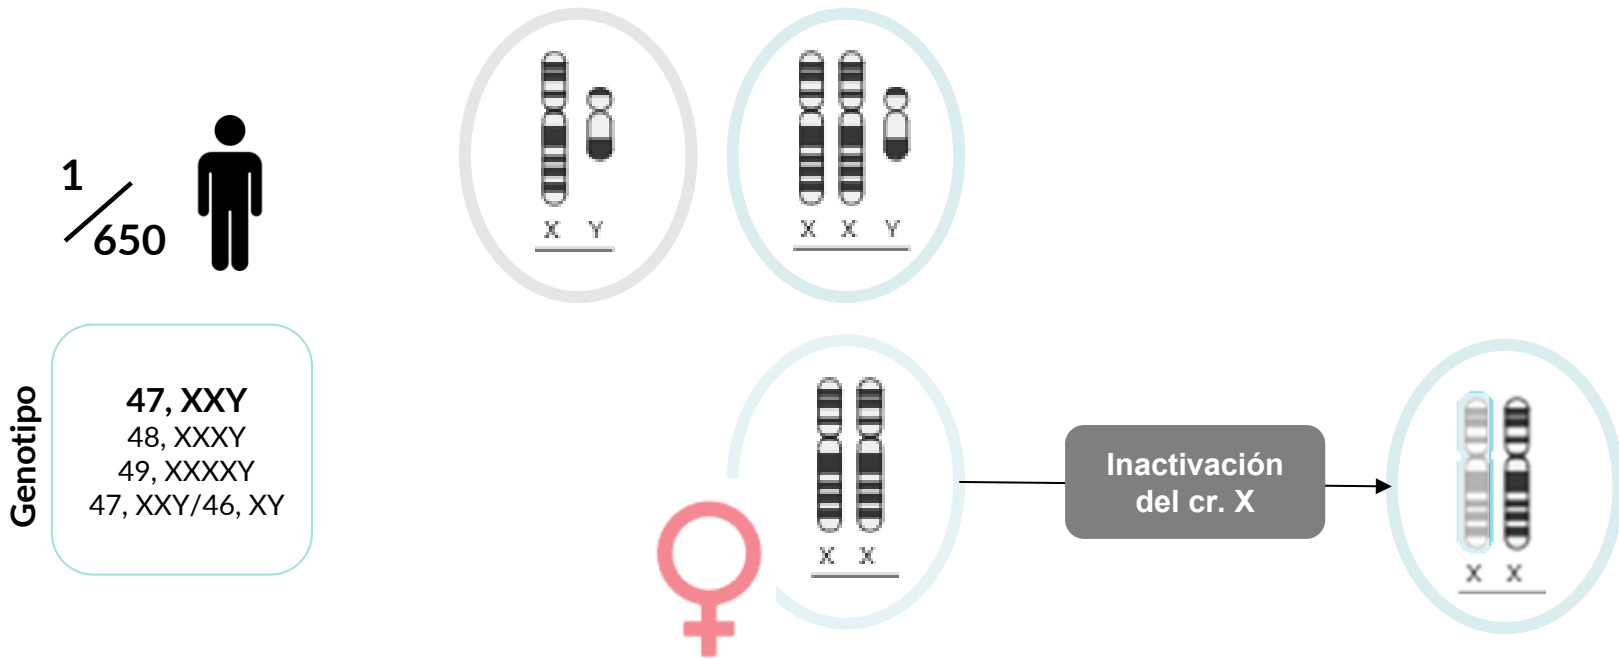 1
650
X Y
X X Y
Genotipo
47, XXY
48, XXXY
49, XXXXY
47, XXY/46, XY
X X
Inactivación
del cr. X
X X